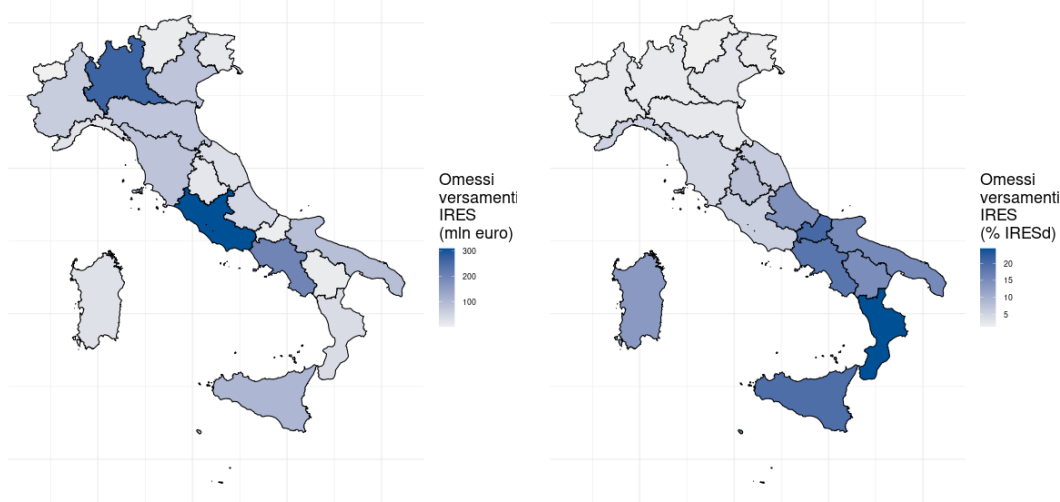 Omessi
versamenti
IRES
(mln euro)
300
200
100
Omessi
versamenti
IRES
(% IRESd)
20
15
10
5